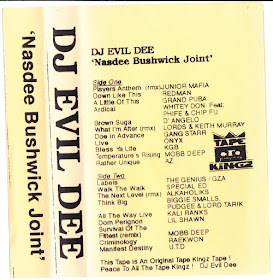 'Nasdee Bushwick Joint'
DJ EVIL DEE
DJ EVIL DEE
'Nasdee Bushwick Joint'
Side One
Players Anthem (rmx) JUNIOR MAFIA
Down Like This REDMAN
A Little Of This GRAND PUBA
Ardical WHITEY DON Feat:
PHIFE & CHIP FU
Brown Suga D' ANGELO
What I'm After (rmx) LORDS & KEITH MURRAY
Doe In Advance GANG STARR
Live ONYX
Bless Ya Life KGB
Temperature's Rising MOBB DEEP
Rather Unique AZ
TAPE
KINGZ
Side Two
Labels THE GENIUS / GZA
Walk The Walk SPECIAL ED
The Next Level (rmx) ALKAHOLIKS
Think Big BIGGIE SMALLS,
PUDGEE & LORD TARIK
All The Way Live KALI RANKS
Dom Perignon LIL SHAWN
Survival Of The
Fittest (remix) MOBB DEEP
Criminology RAEKWON
Manifest Destiny UTD
This Tape is An Original Tape Kingz Tape !
Peace To All The Tape Kingz ! DJ Evil Dee